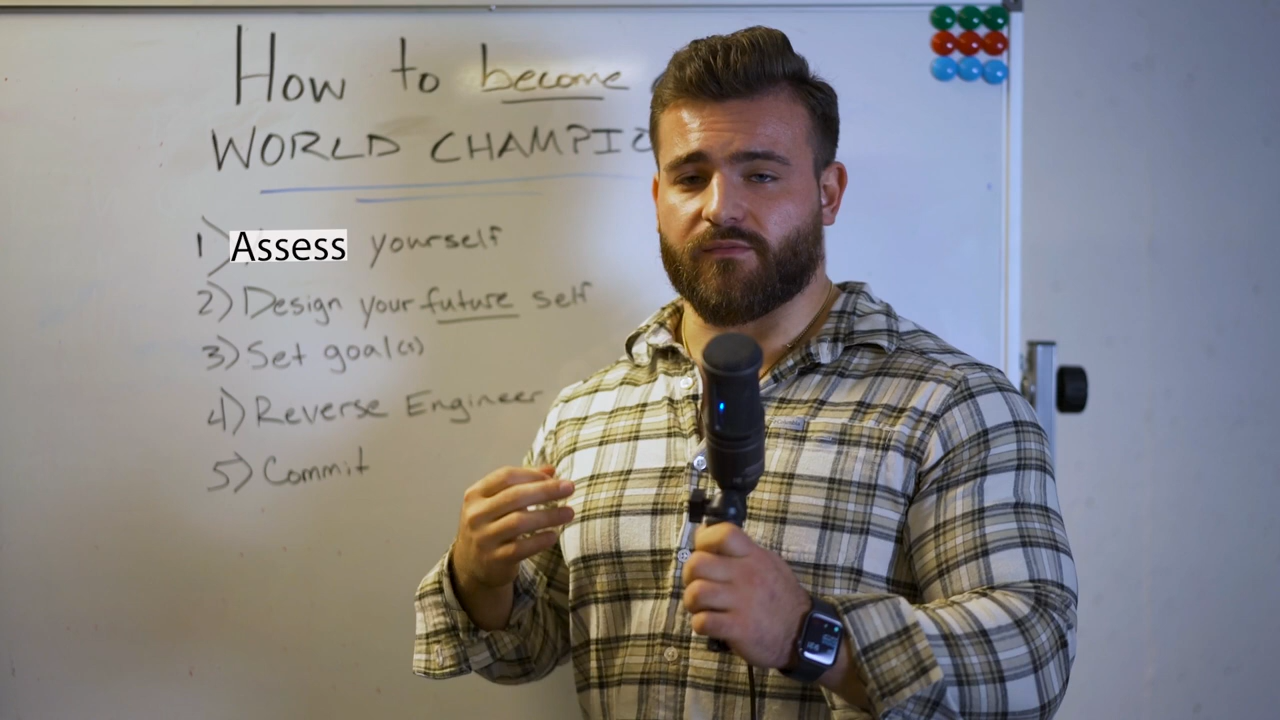 How to become
WORLD CHAMPIO
1) Assess yourself
2) Design your future self
3) Set goal(s)
4) Reverse Engineer
5) Commit
Columbia